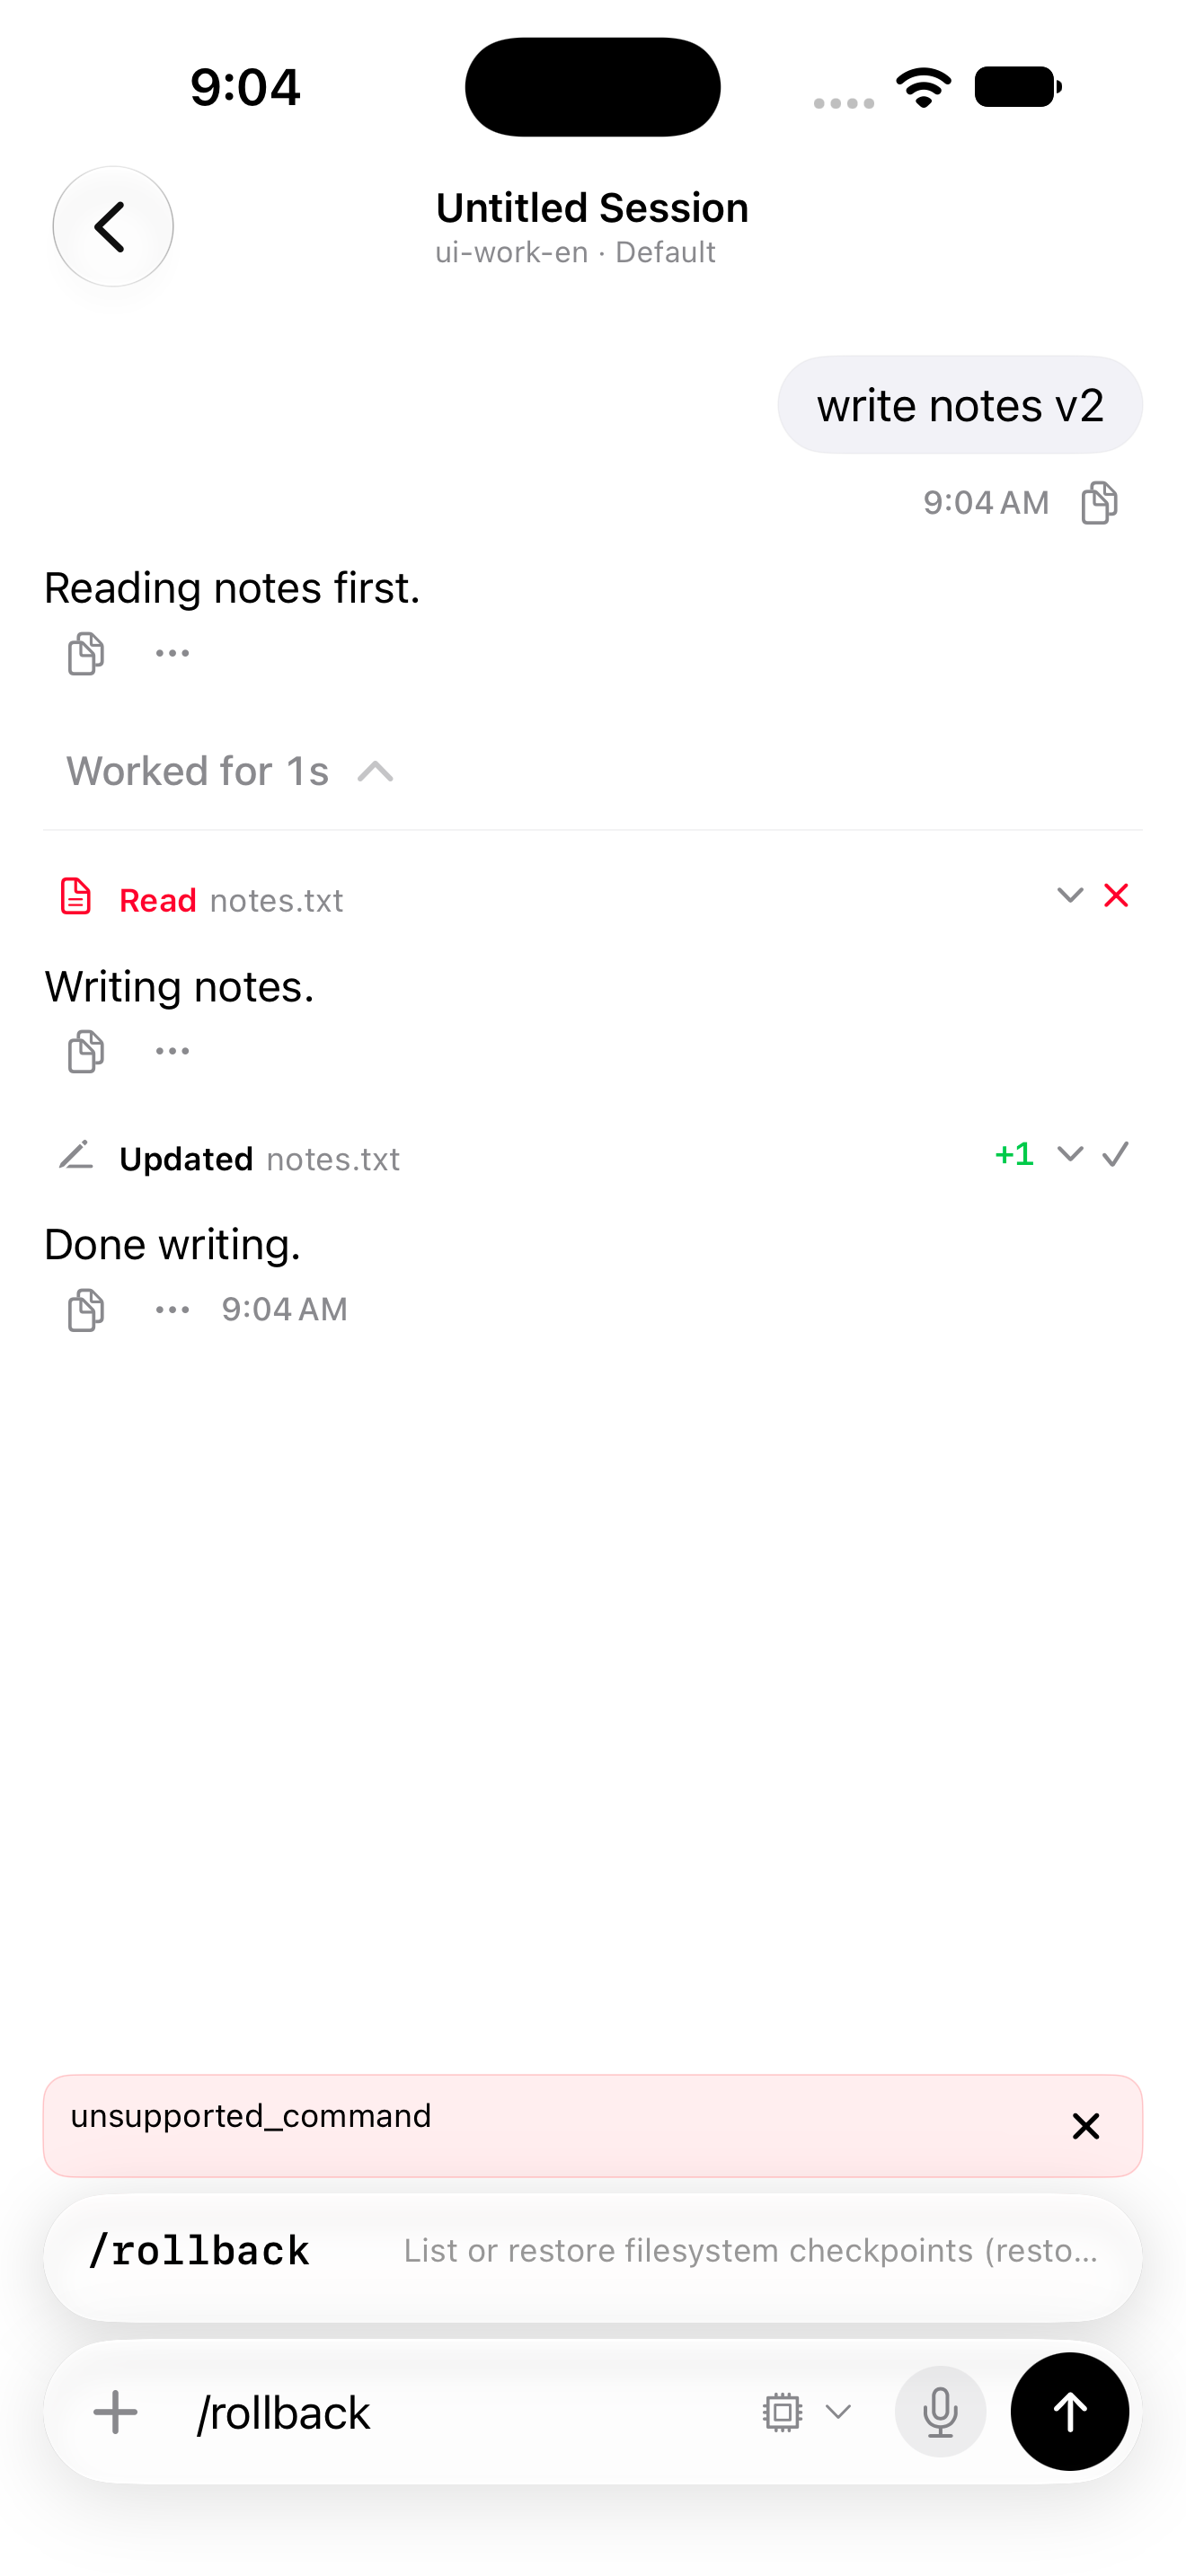 9:04
Untitled Session
ui-work-en · Default
write notes v2
9:04 AM
Reading notes first.
Worked for 1s
Read notes.txt
Writing notes.
Updated notes.txt +1
Done writing.
9:04 AM
unsupported_command
/rollback List or restore filesystem checkpoints (resto...
/rollback